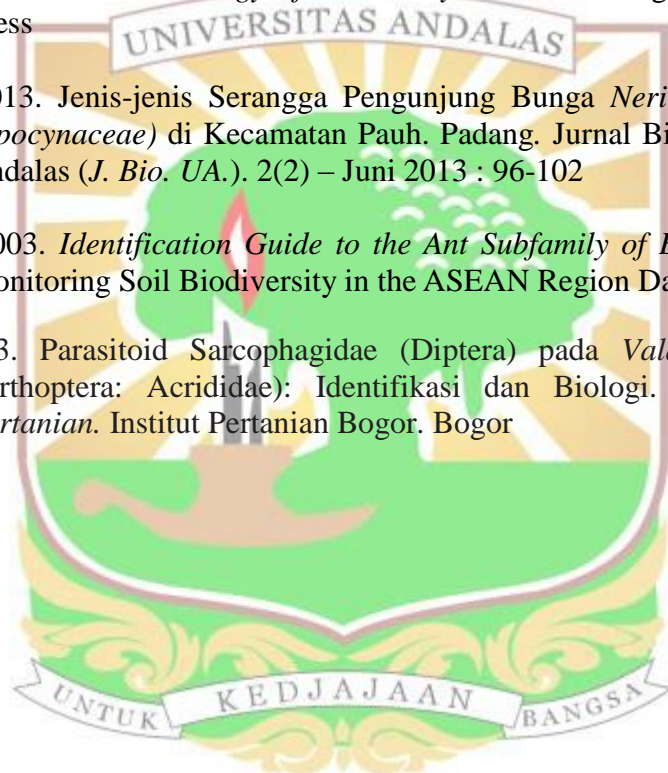 ess
UNIVERSITAS ANDALAS
013. Jenis-jenis Serangga Pengunjung Bunga Neri
pocynaceae) di Kecamatan Pauh. Padang. Jurnal Bi
ndalas (J. Bio. UA.). 2(2) – Juni 2013 : 96-102
003. Identification Guide to the Ant Subfamily of B
onitoring Soil Biodiversity in the ASEAN Region Da
3. Parasitoid Sarcophagidae (Diptera) pada Vala
rthoptera: Acrididae): Identifikasi dan Biologi.
rtanian. Institut Pertanian Bogor. Bogor
UNTUK KEDJAJAAN BANGSA